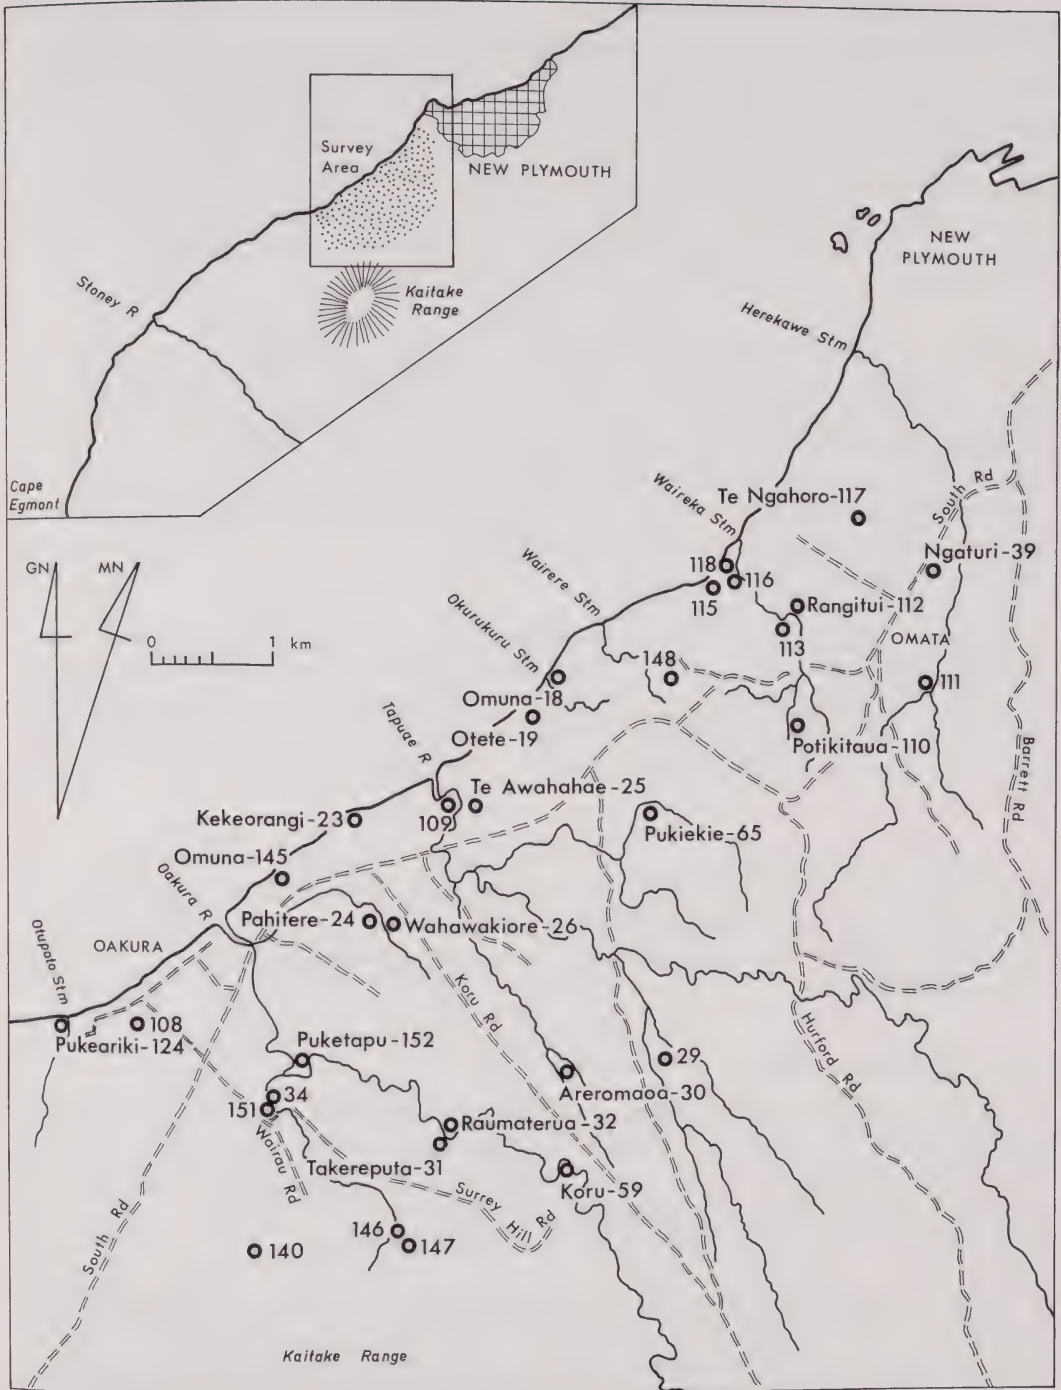 Survey
Area
NEW PLYMOUTH
Kaitake
Range
Stoney R
Cape
Egmont
NEW
PLYMOUTH
Herekawe Stm
GN
MN
0
1 km
Waireka Stm
Te Ngahoro-117
South Rd
Ngaturi-39
Wairere Stm
118
116
115
Rangitui-112
113
OMATA
Okurukuru Stm
148
111
Omuna-18
Otete-19
Potikitaua-110
Barrett Rd
Tapuae R
Te Awahahae-25
109
Kekeorangi-23
Pukiekie-65
Omuna-145
Oakura R
Pahitere-24
Wahawakiore-26
OAKURA
Otupoto Stm
Koru Rd
108
Pukeariki-124
Puketapu-152
29
Hurford Rd
Areromaoa-30
34
151
Raumaterua-32
Wairau Rd
Takereputa-31
Koru-59
Surrey Hill Rd
South Rd
146
147
140
Kaitake Range